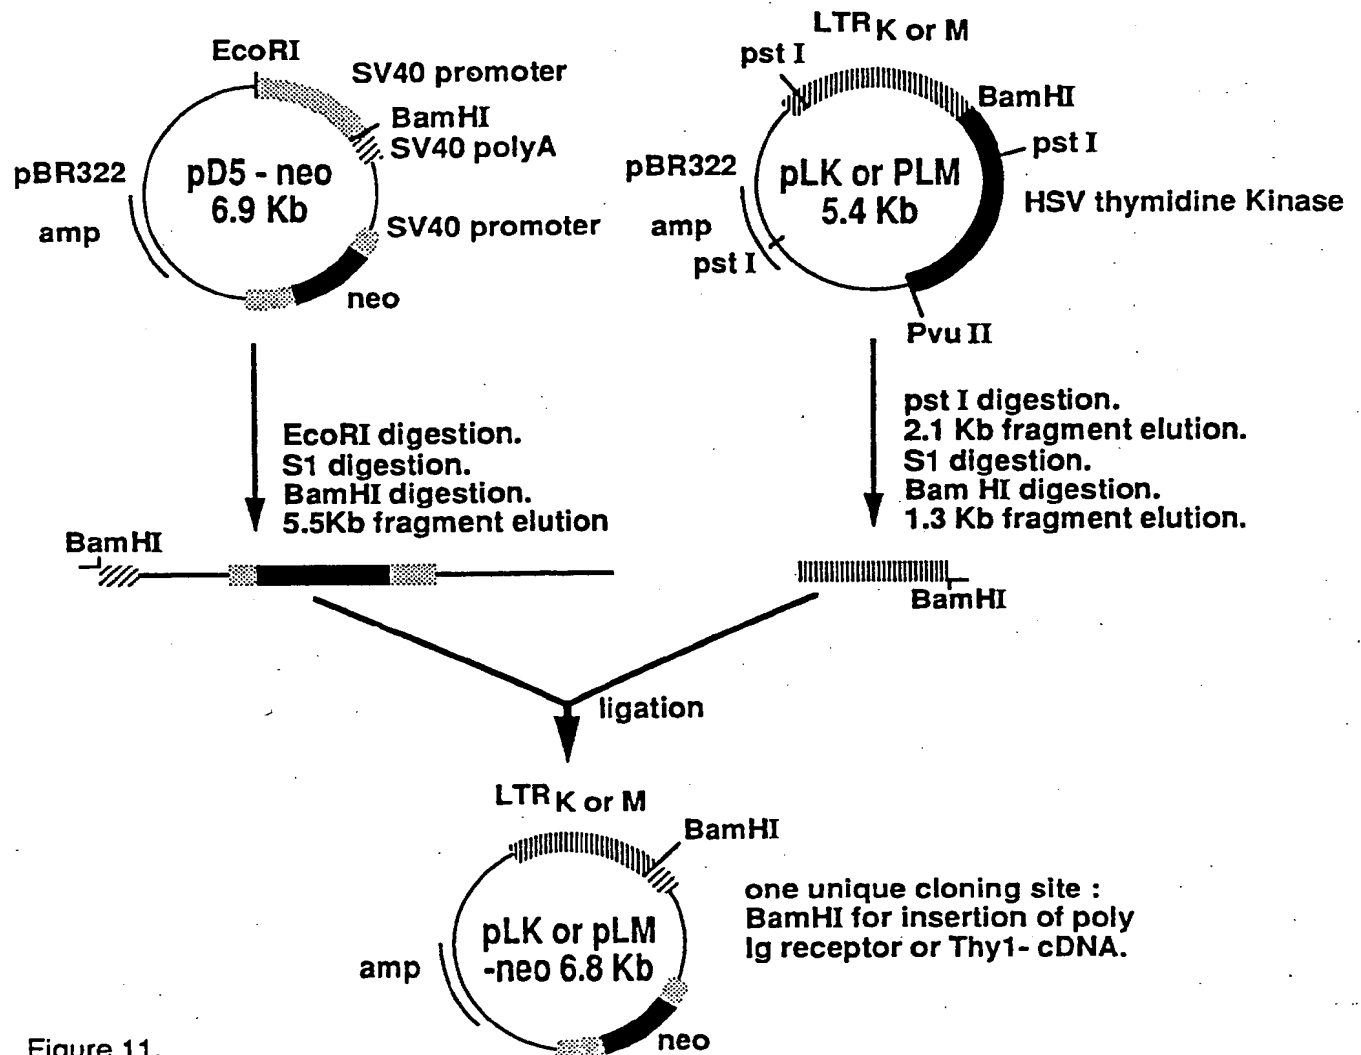 EcoRI
SV40 promoter
BamHI
SV40 polyA
pBR322
pD5 - neo
6.9 Kb
amp
SV40 promoter
neo
LTR K or M
pst I
BamHI
pst I
pBR322
pLK or PLM
5.4 Kb
HSV thymidine Kinase
amp
pst I
Pvu II
EcoRI digestion.
S1 digestion.
BamHI digestion.
5.5Kb fragment elution
pst I digestion.
2.1 Kb fragment elution.
S1 digestion.
Bam HI digestion.
1.3 Kb fragment elution.
BamHI
BamHI
ligation
LTR K or M
BamHI
pLK or pLM
-neo 6.8 Kb
amp
neo
one unique cloning site :
BamHI for insertion of poly
Ig receptor or Thy1- cDNA.
Figure 11.